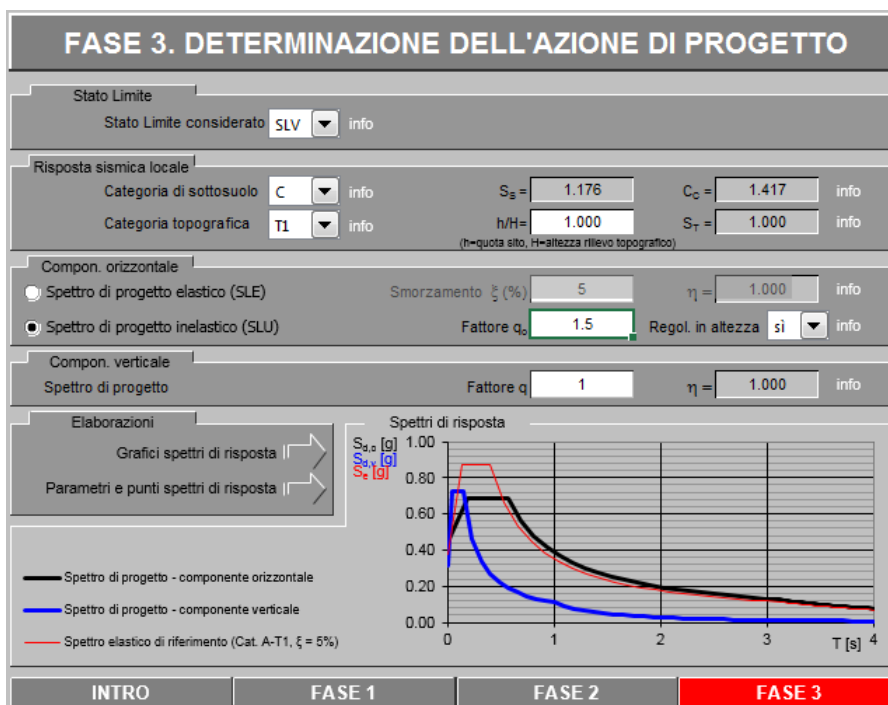 FASE 3. DETERMINAZIONE DELL'AZIONE DI PROGETTO
Stato Limite
Stato Limite considerato SLV info
Risposta sismica locale
Categoria di sottosuolo C info SS = 1.176 CC = 1.417 info
Categoria topografica T1 info h/H= 1.000 ST = 1.000 info
(h=quota sito, H=altezza rilievo topografico)
Compon. orizzontale
Spettro di progetto elastico (SLE) Smorzamento ξ (%) 5 η = 1.000 info
Spettro di progetto inelastico (SLU) Fattore qo 1.5 Regol. in altezza sì info
Compon. verticale
Spettro di progetto Fattore q 1 η = 1.000 info
Elaborazioni
Grafici spettri di risposta
Parametri e punti spettri di risposta
Spettri di risposta
Sd,o [g]
Sd,v [g]
Se [g]
1.00
0.80
0.60
0.40
0.20
0.00
0 1 2 3 T [s] 4
Spettro di progetto - componente orizzontale
Spettro di progetto - componente verticale
Spettro elastico di riferimento (Cat. A-T1, ξ = 5%)
INTRO FASE 1 FASE 2 FASE 3